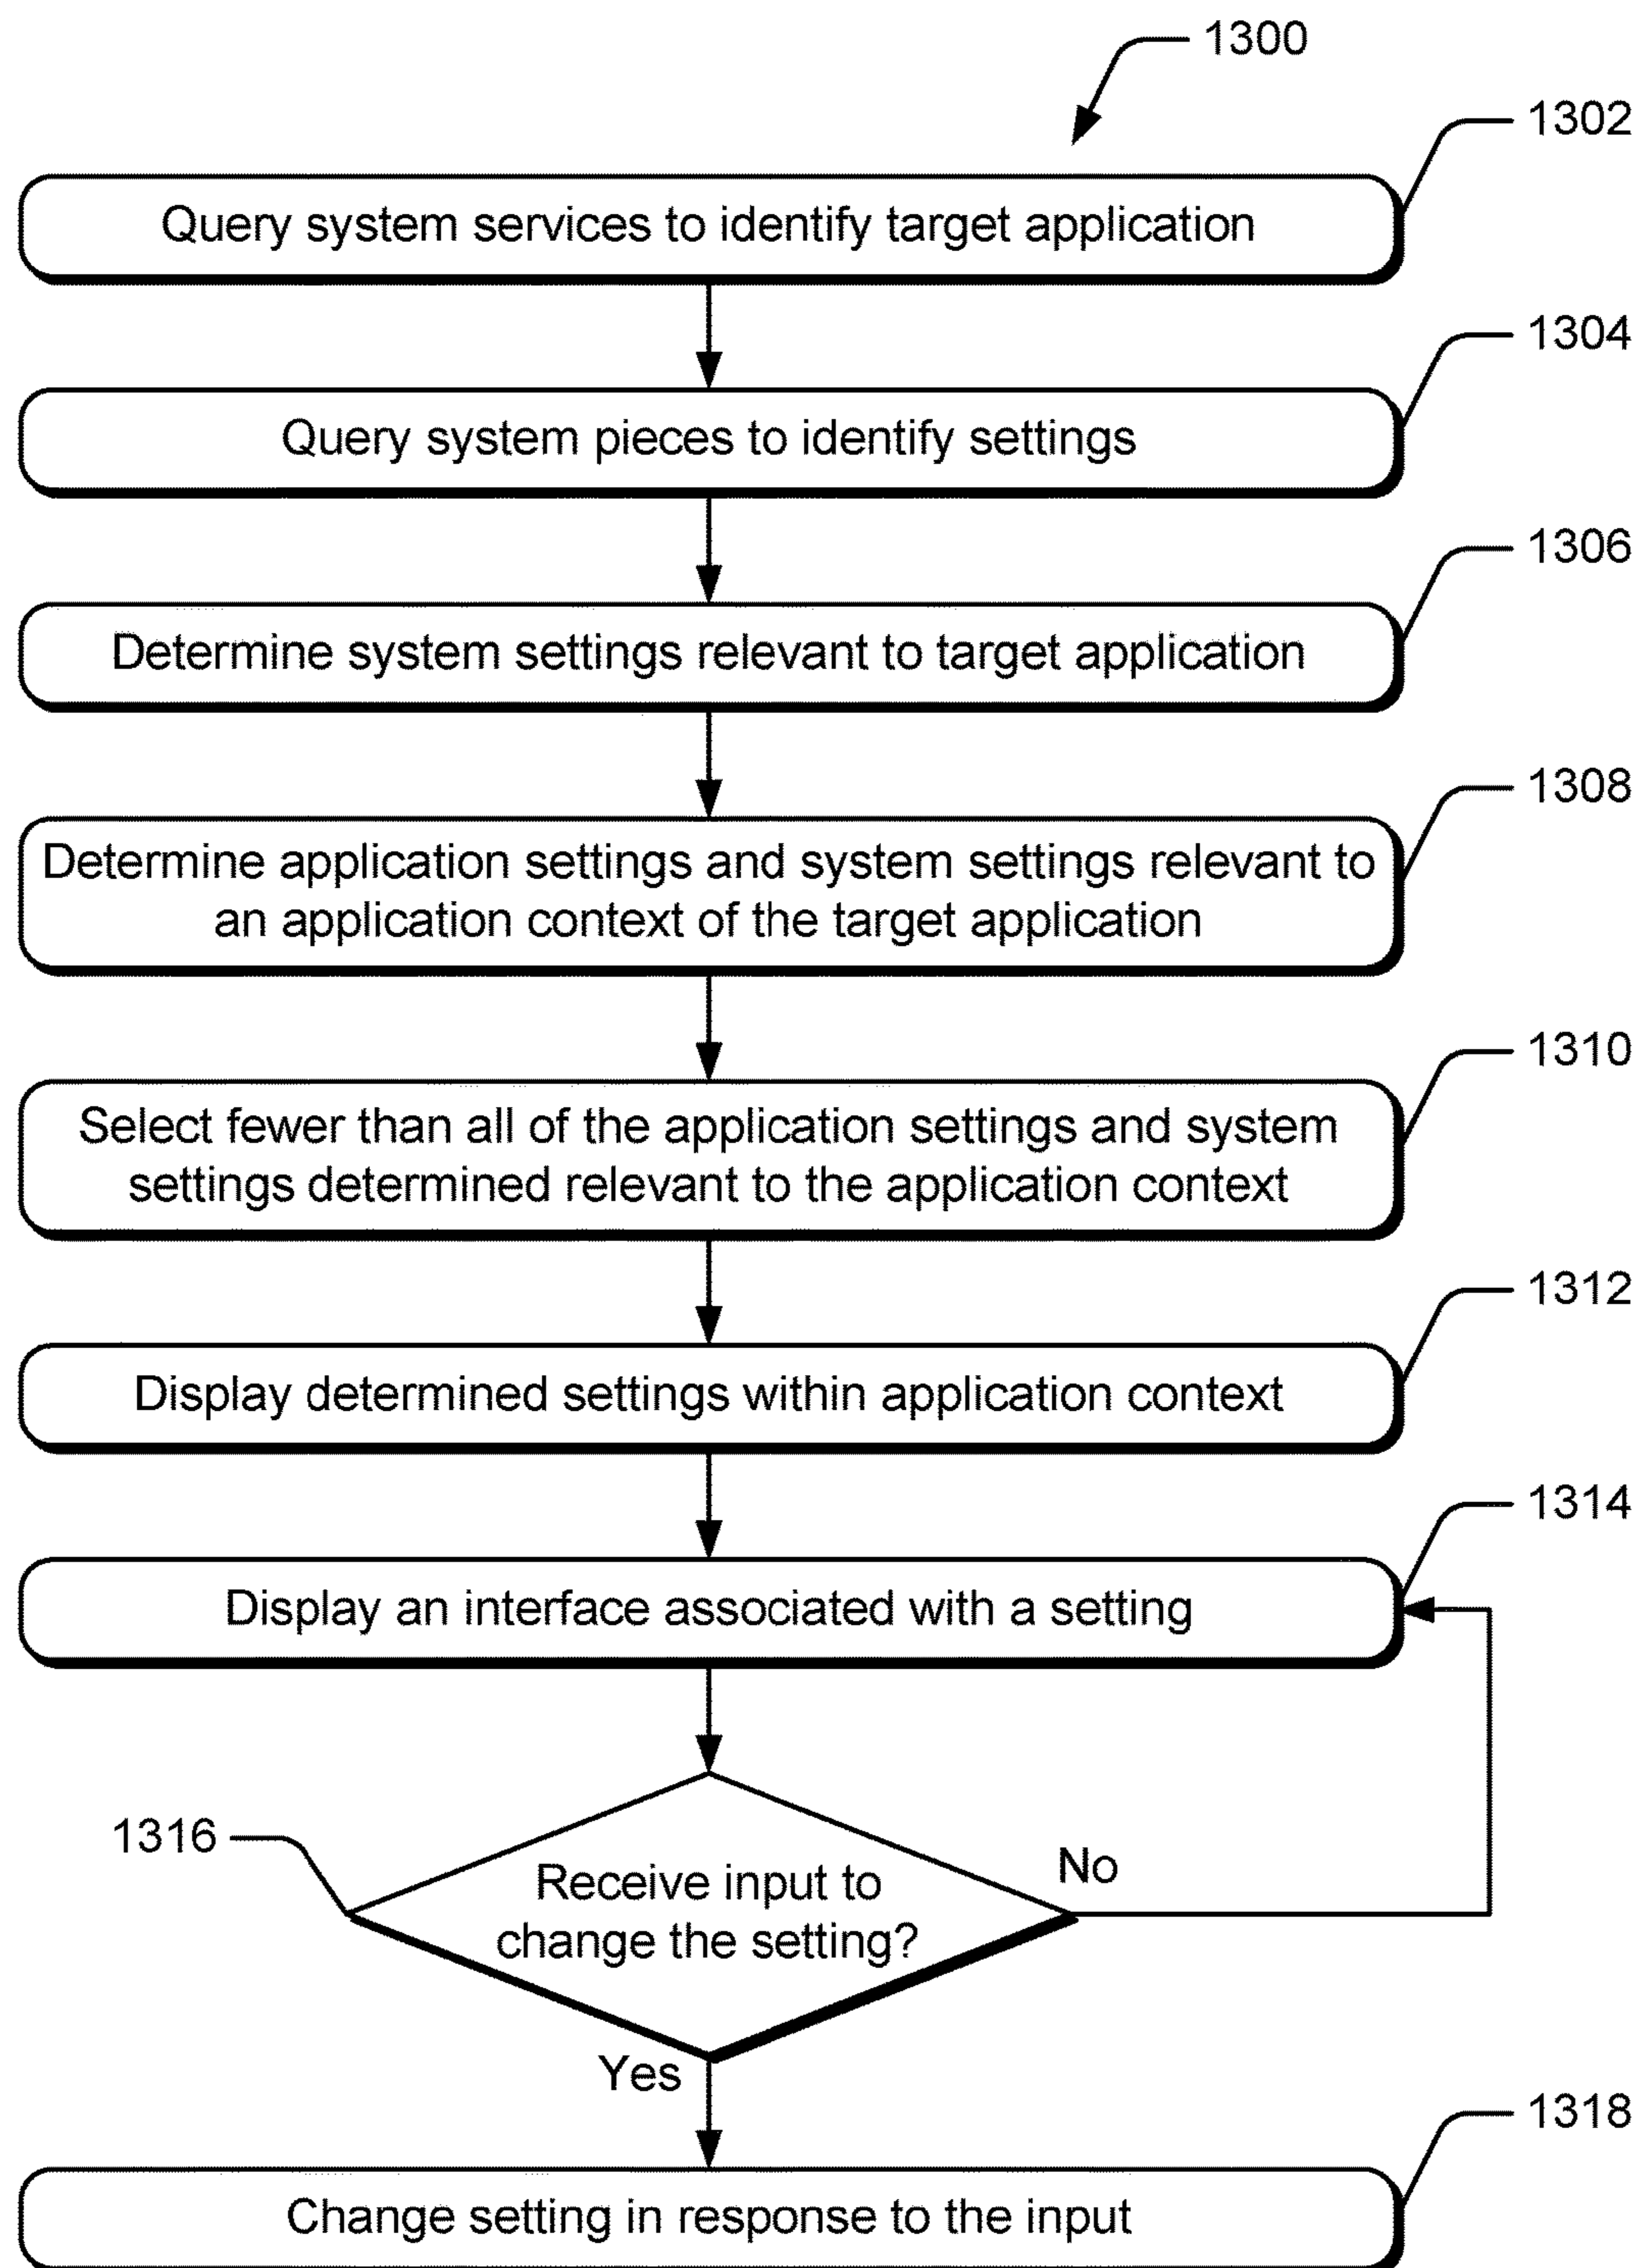 1300
1302
Query system services to identify target application
1304
Query system pieces to identify settings
1306
Determine system settings relevant to target application
1308
Determine application settings and system settings relevant to
an application context of the target application
1310
Select fewer than all of the application settings and system
settings determined relevant to the application context
1312
Display determined settings within application context
1314
Display an interface associated with a setting
1316
Receive input to
change the setting?
No
Yes
1318
Change setting in response to the input